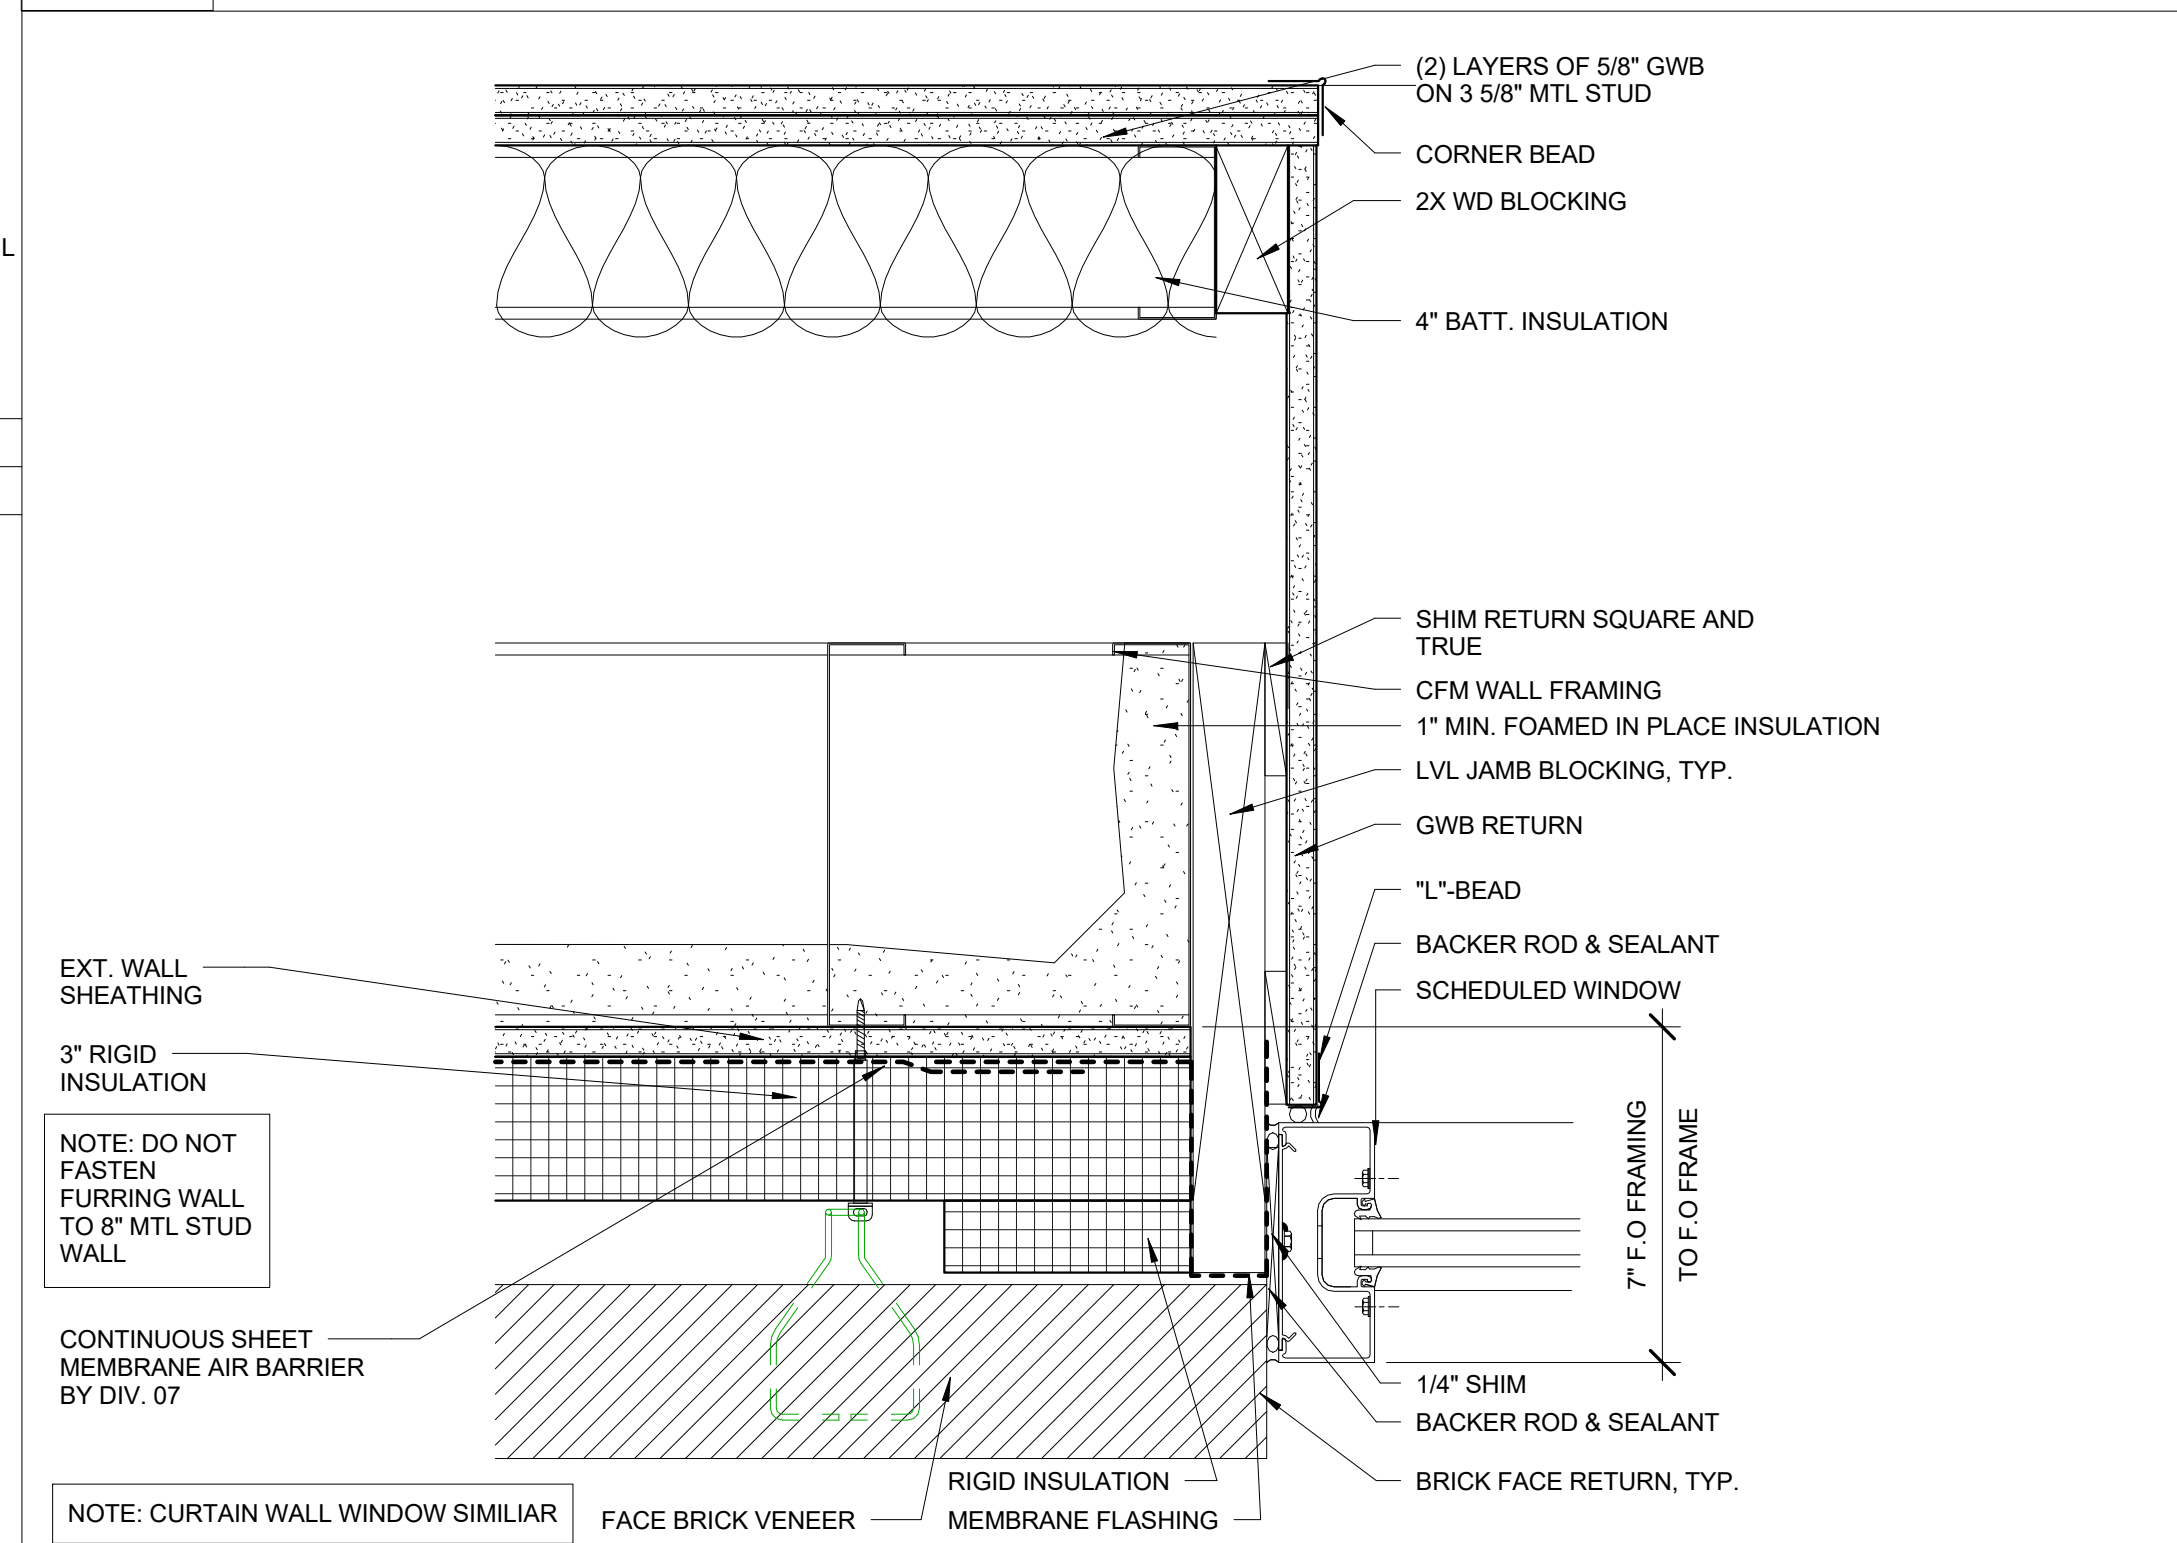 (2) LAYERS OF 5/8" GWB
ON 3 5/8" MTL STUD
CORNER BEAD
2X WD BLOCKING
L
4" BATT. INSULATION
SHIM RETURN SQUARE AND
TRUE
CFM WALL FRAMING
1" MIN. FOAMED IN PLACE INSULATION
LVL JAMB BLOCKING, TYP.
GWB RETURN
"L"-BEAD
BACKER ROD & SEALANT
SCHEDULED WINDOW
EXT. WALL
SHEATHING
3" RIGID
INSULATION
NOTE: DO NOT
FASTEN
FURRING WALL
TO 8" MTL STUD
WALL
7" F.O FRAMING
TO F.O FRAME
CONTINUOUS SHEET
MEMBRANE AIR BARRIER
BY DIV. 07
1/4" SHIM
BACKER ROD & SEALANT
BRICK FACE RETURN, TYP.
RIGID INSULATION
MEMBRANE FLASHING
FACE BRICK VENEER
NOTE: CURTAIN WALL WINDOW SIMILIAR